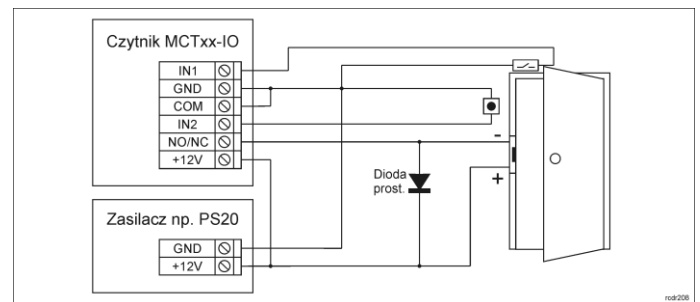 Czytnik MCTxx-IO
IN1
GND
COM
IN2
NO/NC
+12V
-
+
Dioda
prost.
Zasilacz np. PS20
GND
+12V
rodr208